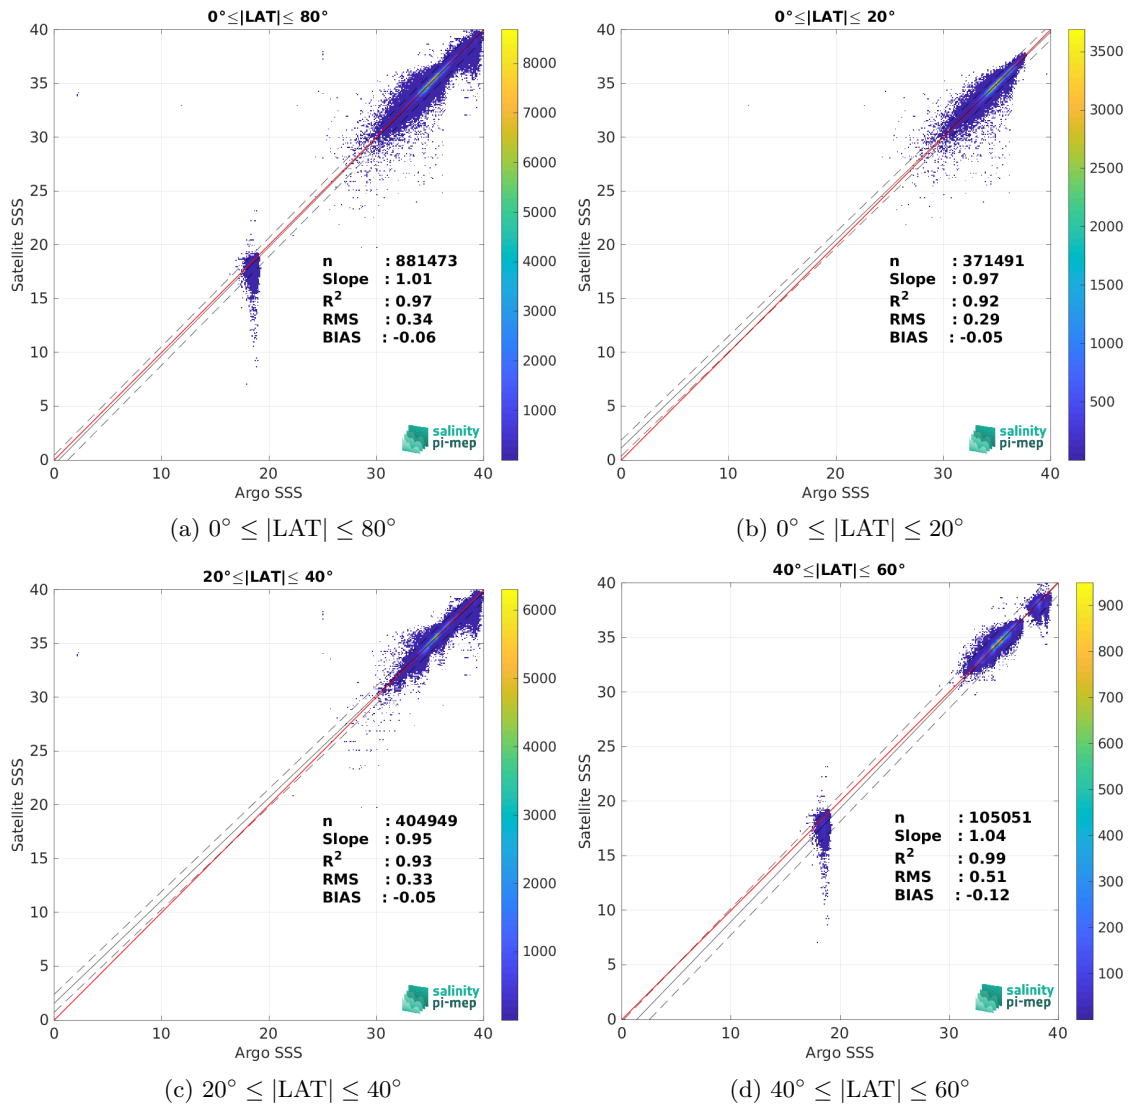 0°≤|LAT|≤ 80°
40
35
30
25
20
15
10
5
0
Satellite SSS
0
10
20
30
40
Argo SSS
n : 881473
Slope : 1.01
R² : 0.97
RMS : 0.34
BIAS : -0.06
salinity
pi-mep
8000
7000
6000
5000
4000
3000
2000
1000
(a) 0° ≤ |LAT| ≤ 80°
0°≤|LAT|≤ 20°
40
35
30
25
20
15
10
5
0
Satellite SSS
0
10
20
30
40
Argo SSS
n : 371491
Slope : 0.97
R² : 0.92
RMS : 0.29
BIAS : -0.05
salinity
pi-mep
3500
3000
2500
2000
1500
1000
500
(b) 0° ≤ |LAT| ≤ 20°
20°≤|LAT|≤ 40°
40
35
30
25
20
15
10
5
0
Satellite SSS
0
10
20
30
40
Argo SSS
n : 404949
Slope : 0.95
R² : 0.93
RMS : 0.33
BIAS : -0.05
salinity
pi-mep
6000
5000
4000
3000
2000
1000
(c) 20° ≤ |LAT| ≤ 40°
40°≤|LAT|≤ 60°
40
35
30
25
20
15
10
5
0
Satellite SSS
0
10
20
30
40
Argo SSS
n : 105051
Slope : 1.04
R² : 0.99
RMS : 0.51
BIAS : -0.12
salinity
pi-mep
900
800
700
600
500
400
300
200
100
(d) 40° ≤ |LAT| ≤ 60°